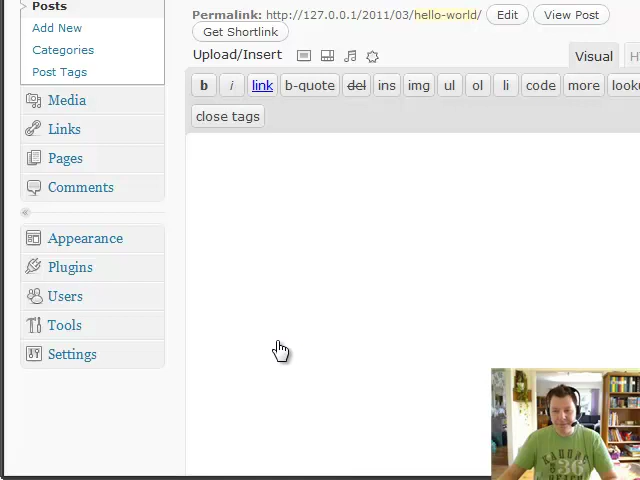 Posts
Add New
Categories
Post Tags
Media
Links
Pages
Comments
Appearance
Plugins
Users
Tools
Settings
Permalink: http://127.0.0.1/2011/03/hello-world/ Edit View Post
Get Shortlink
Upload/Insert Visual H
b i link b-quote del ins img ul ol li code more looku
close tags